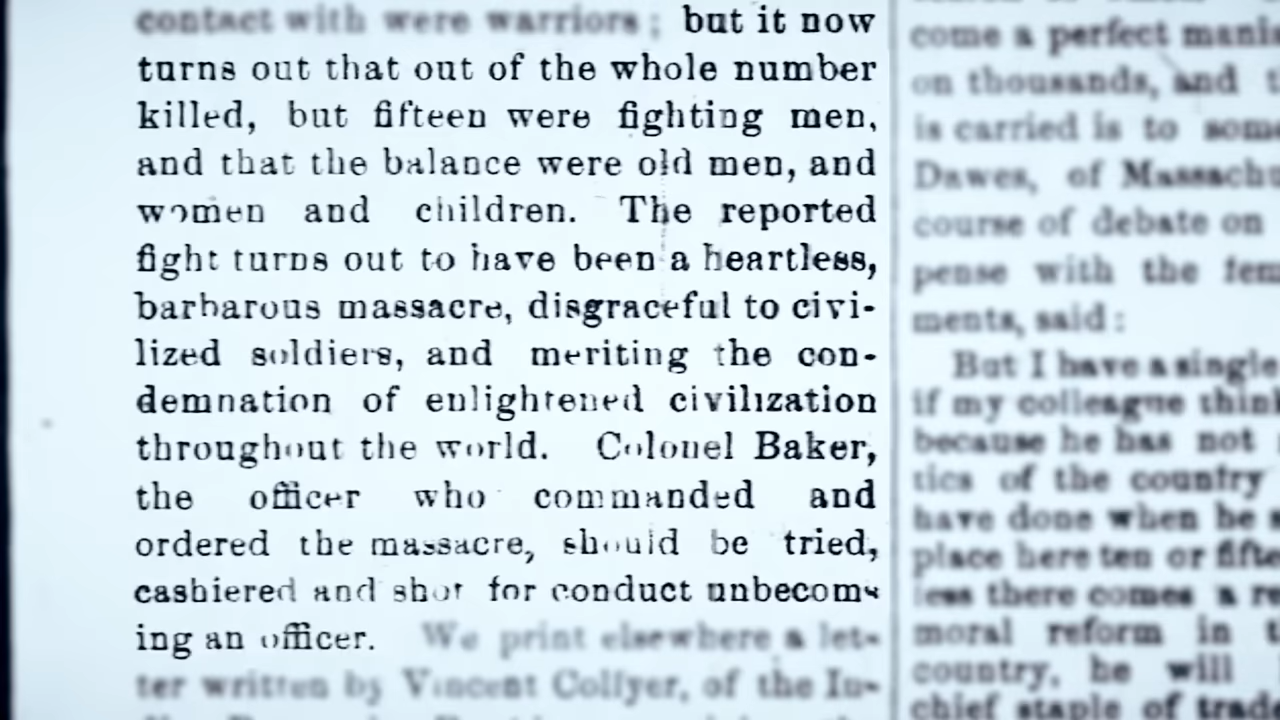 contact with were warriors ; but it now
turns out that out of the whole number
killed, but fifteen were fighting men,
and that the balance were old men, and
women and children. The reported
fight turns out to have been a heartless,
barbarous massacre, disgraceful to civi-
lized soldiers, and meriting the con-
demnation of enlightened civilization
throughout the world. Colonel Baker,
the officer who commanded and
ordered the massacre, should be tried,
cashiered and shot for conduct unbecom-
ing an officer. We print elsewhere a let-
ter written by Vincent Collyer, of the In-
come a perfect
on thousands, and
is carried is to
Dawes, of
course of debate on
pense with the
ments, said :
But I have a single
if my colleague
because he has not
tics of the country
have done when he
place here ten or
less there comes a
moral reform in
country, he will
chief staple of